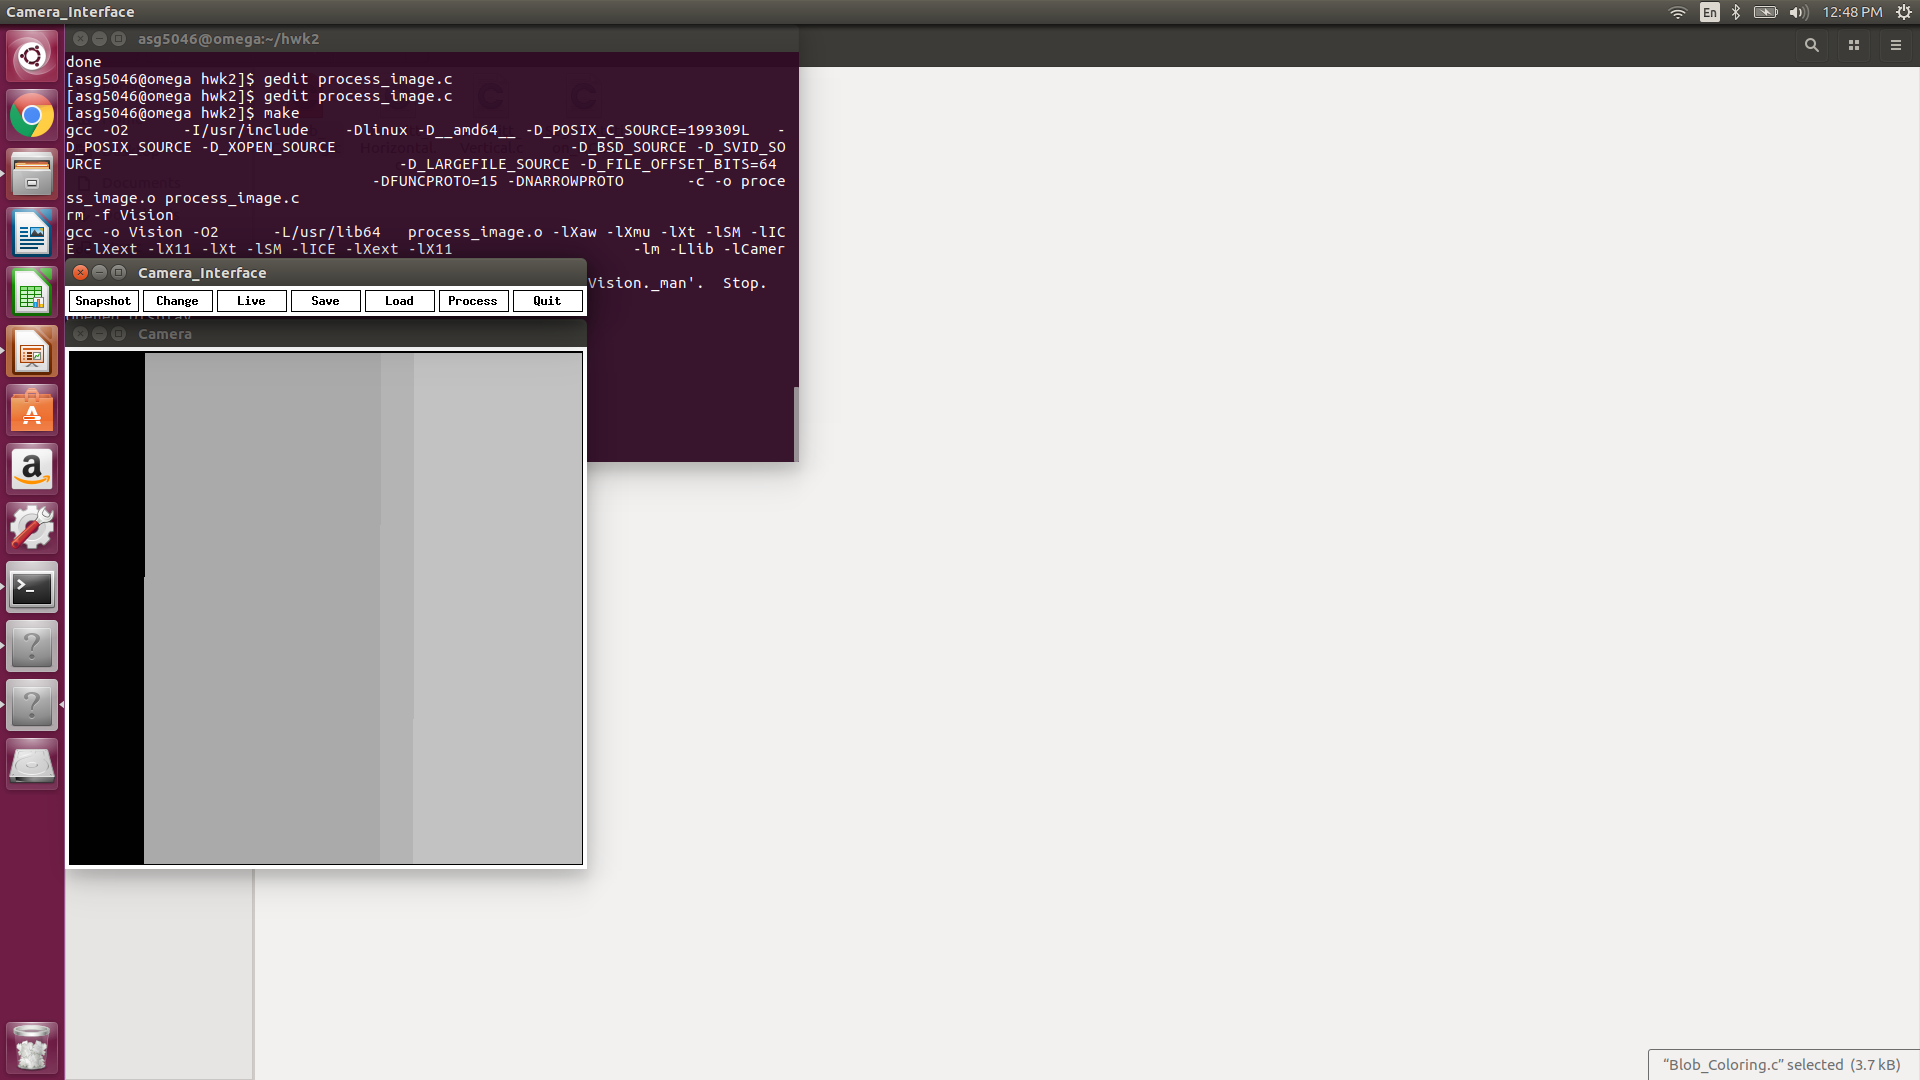 Camera_Interface
En
12:48 PM
asg5046@omega:~/hwk2
done
[asg5046@omega hwk2]$ gedit process_image.c
[asg5046@omega hwk2]$ gedit process_image.c
[asg5046@omega hwk2]$ make
gcc -O2 -I/usr/include -Dlinux -D__amd64__ -D_POSIX_C_SOURCE=199309L -
D_POSIX_SOURCE -D_XOPEN_SOURCE -D_BSD_SOURCE -D_SVID_SO
URCE -D_LARGEFILE_SOURCE -D_FILE_OFFSET_BITS=64
-DFUNCPROTO=15 -DNARROWPROTO -c -o proce
ss_image.o process_image.c
rm -f Vision
gcc -o Vision -O2 -L/usr/lib64 process_image.o -lXaw -lXmu -lXt -lSM -lIC
E -lXext -lX11 -lXt -lSM -lICE -lXext -lX11 -lm -Llib -lCamer
Camera_Interface
Vision._man'. Stop.
Snapshot Change Live Save Load Process Quit
Camera
"Blob_Coloring.c" selected (3.7 kB)